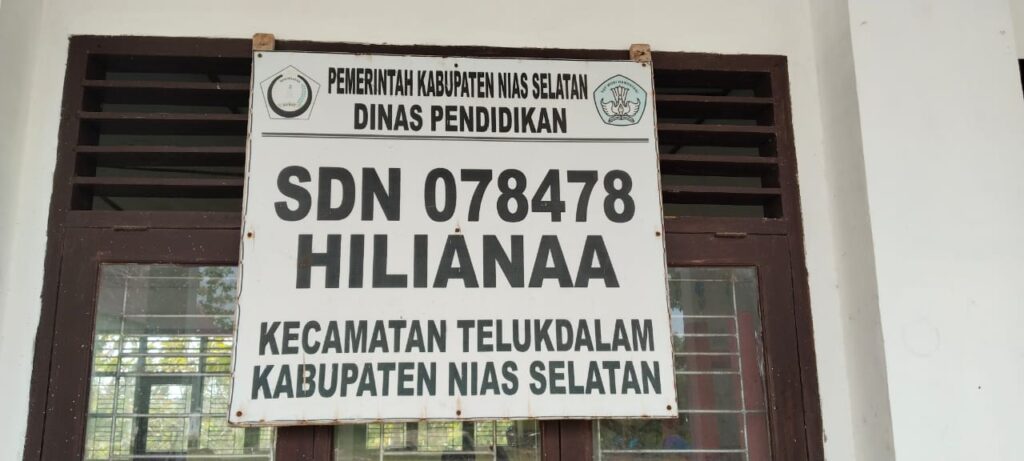 PEMERINTAH KABUPATEN NIAS SELATAN
DINAS PENDIDIKAN
SDN 078478
HILIANAA
KECAMATAN TELUKDALAM
KABUPATEN NIAS SELATAN